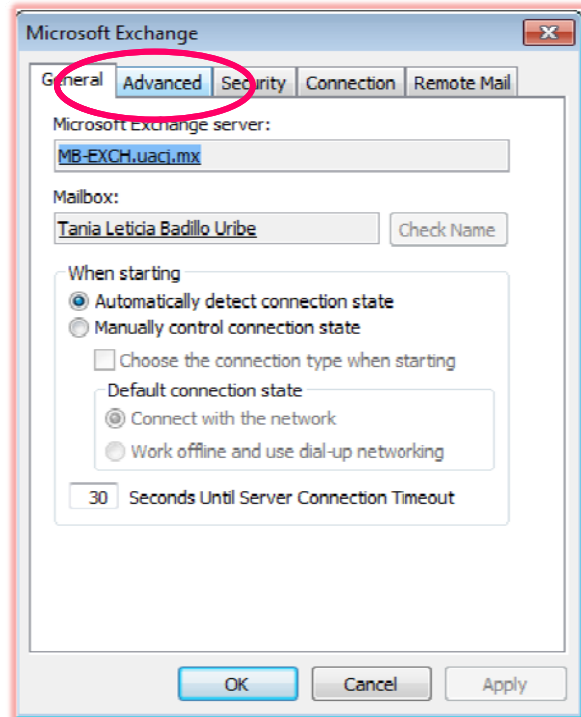 Microsoft Exchange
General Advanced Security Connection Remote Mail
Microsoft Exchange server:
MB-EXCH.uacj.mx
Mailbox:
Tania Leticia Badillo Uribe Check Name
When starting
Automatically detect connection state
Manually control connection state
Choose the connection type when starting
Default connection state
Connect with the network
Work offline and use dial-up networking
30 Seconds Until Server Connection Timeout
OK Cancel Apply